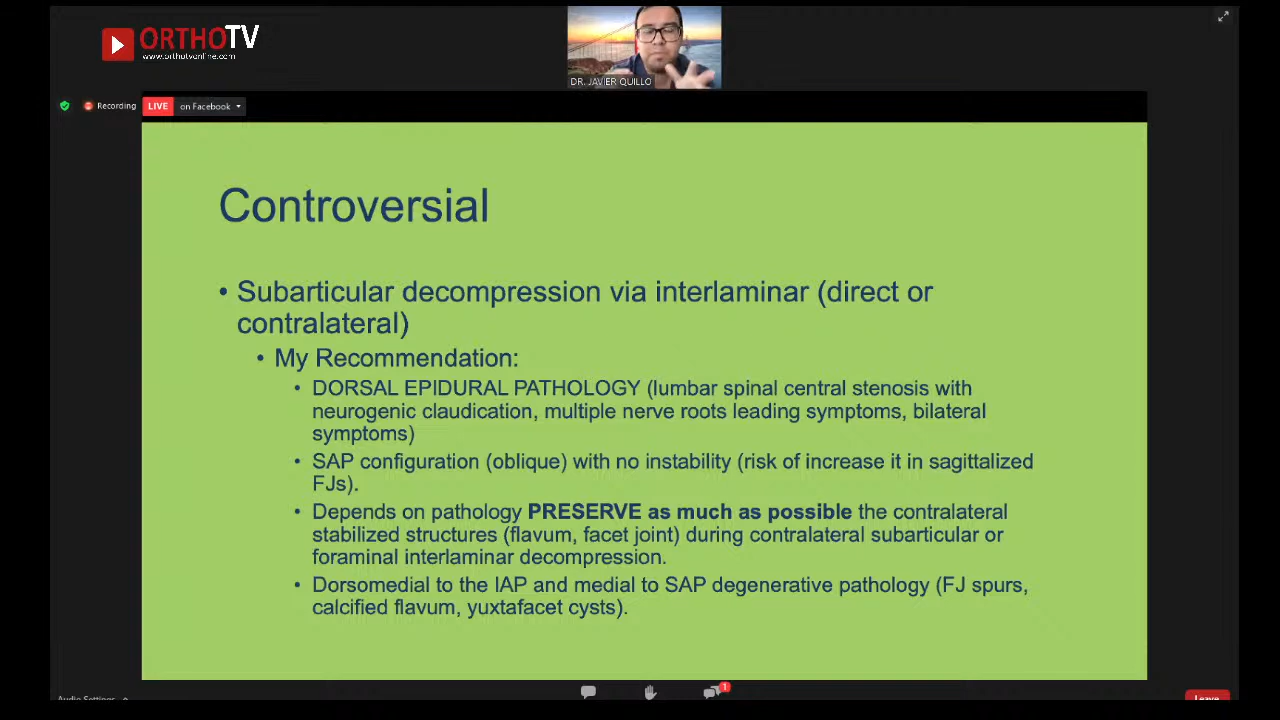 ORTHOTV
www.orthotvonline.com
DR. JAVIER QUILLO
Recording
LIVE
on Facebook
Controversial
• Subarticular decompression via interlaminar (direct or
contralateral)
• My Recommendation:
• DORSAL EPIDURAL PATHOLOGY (lumbar spinal central stenosis with
neurogenic claudication, multiple nerve roots leading symptoms, bilateral
symptoms)
• SAP configuration (oblique) with no instability (risk of increase it in sagittalized
FJs).
• Depends on pathology PRESERVE as much as possible the contralateral
stabilized structures (flavum, facet joint) during contralateral subarticular or
foraminal interlaminar decompression.
• Dorsomedial to the IAP and medial to SAP degenerative pathology (FJ spurs,
calcified flavum, yuxtafacet cysts).
Audio Settings
1
Leave